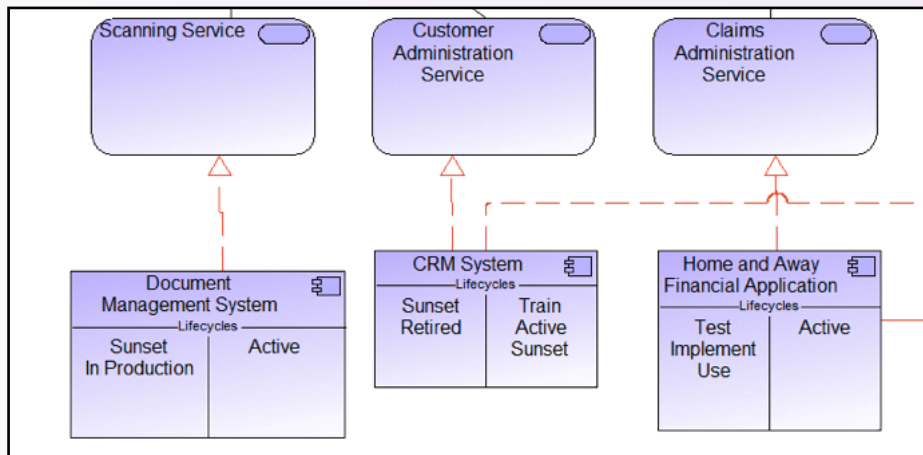 Scanning Service
Customer
Administration
Service
Claims
Administration
Service
Document
Management System
Lifecycles
Sunset
In Production
Active
CRM System
Lifecycles
Sunset
Retired
Train
Active
Sunset
Home and Away
Financial Application
Lifecycles
Test
Implement
Use
Active